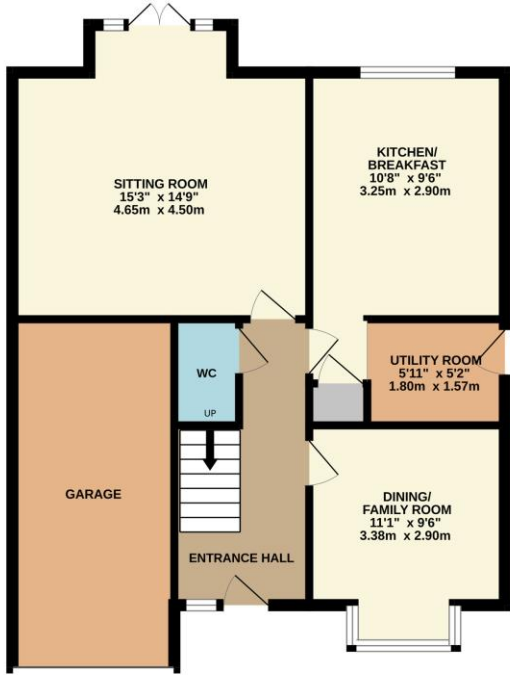 SITTING ROOM
15'3" x 14'9"
4.65m x 4.50m
KITCHEN/
BREAKFAST
10'8" x 9'6"
3.25m x 2.90m
WC
UP
UTILITY ROOM
5'11" x 5'2"
1.80m x 1.57m
GARAGE
DINING/
FAMILY ROOM
11'1" x 9'6"
3.38m x 2.90m
ENTRANCE HALL